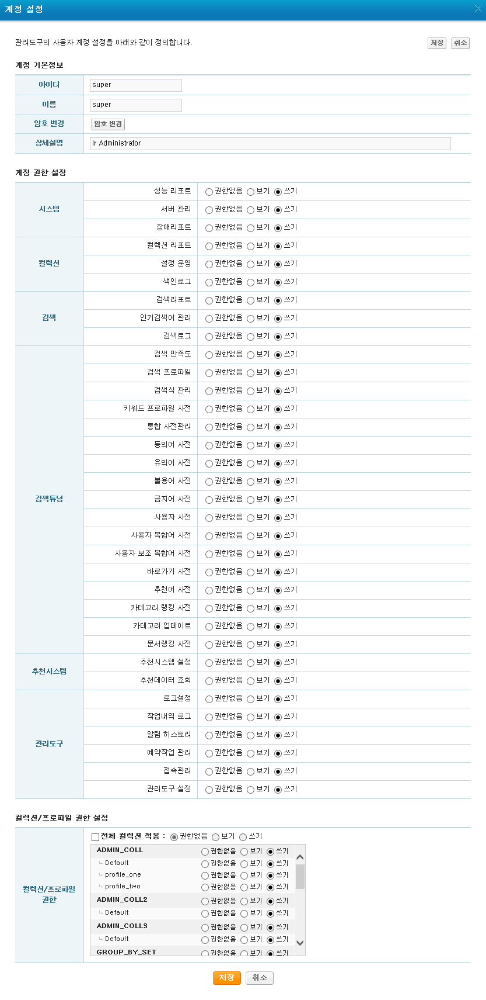 계정 설정
관리도구의 사용자 계정 설정을 아래와 같이 정의합니다. 저장 취소
계정 기본정보
아이디 super
이름 super
암호 변경 암호 변경
상세설명 Ir Administrator
계정 권한 설정
시스템
성능 리포트 권한없음 보기 쓰기
서버 관리 권한없음 보기 쓰기
장애리포트 권한없음 보기 쓰기
컬렉션
컬렉션 리포트 권한없음 보기 쓰기
설정 운영 권한없음 보기 쓰기
색인로그 권한없음 보기 쓰기
검색
검색리포트 권한없음 보기 쓰기
인기검색어 관리 권한없음 보기 쓰기
검색로그 권한없음 보기 쓰기
검색튜닝
검색 만족도 권한없음 보기 쓰기
검색 프로파일 권한없음 보기 쓰기
검색식 관리 권한없음 보기 쓰기
키워드 프로파일 사전 권한없음 보기 쓰기
통합 사전관리 권한없음 보기 쓰기
동의어 사전 권한없음 보기 쓰기
유의어 사전 권한없음 보기 쓰기
불용어 사전 권한없음 보기 쓰기
금지어 사전 권한없음 보기 쓰기
사용자 사전 권한없음 보기 쓰기
사용자 복합어 사전 권한없음 보기 쓰기
사용자 보조 복합어 사전 권한없음 보기 쓰기
바로가기 사전 권한없음 보기 쓰기
추천어 사전 권한없음 보기 쓰기
카테고리 랭킹 사전 권한없음 보기 쓰기
카테고리 업데이트 권한없음 보기 쓰기
문서랭킹 사전 권한없음 보기 쓰기
추천시스템
추천시스템 설정 권한없음 보기 쓰기
추천데이터 조회 권한없음 보기 쓰기
관리도구
로그설정 권한없음 보기 쓰기
작업내역 로그 권한없음 보기 쓰기
알림 히스토리 권한없음 보기 쓰기
예약작업 관리 권한없음 보기 쓰기
접속관리 권한없음 보기 쓰기
관리도구 설정 권한없음 보기 쓰기
컬렉션/프로파일 권한 설정
컬렉션/프로파일
권한
전체 컬렉션 적용 : 권한없음 보기 쓰기
ADMIN_COLL 권한없음 보기 쓰기
Default 권한없음 보기 쓰기
profile_one 권한없음 보기 쓰기
profile_two 권한없음 보기 쓰기
ADMIN_COLL2 권한없음 보기 쓰기
Default 권한없음 보기 쓰기
ADMIN_COLL3 권한없음 보기 쓰기
Default 권한없음 보기 쓰기
GROUP_BY_SET 권한없음 보기 쓰기
저장 취소